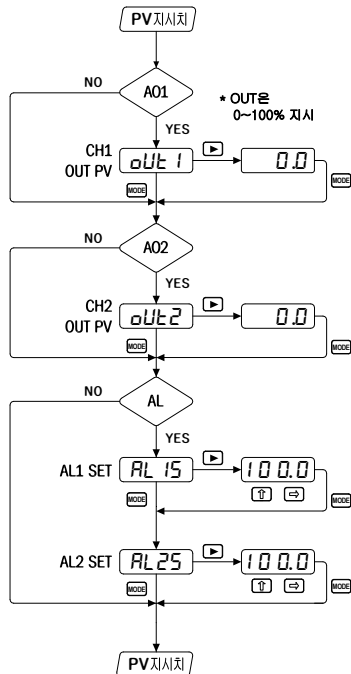 PV지시치
NO
AO1
* OUT은
0~100% 지시
YES
CH1
OUT PV
oUt 1
0.0
MODE
MODE
NO
AO2
YES
CH2
OUT PV
oUt2
0.0
MODE
MODE
NO
AL
YES
AL1 SET
AL 1S
100.0
MODE
MODE
AL2 SET
AL2S
100.0
MODE
MODE
PV지시치